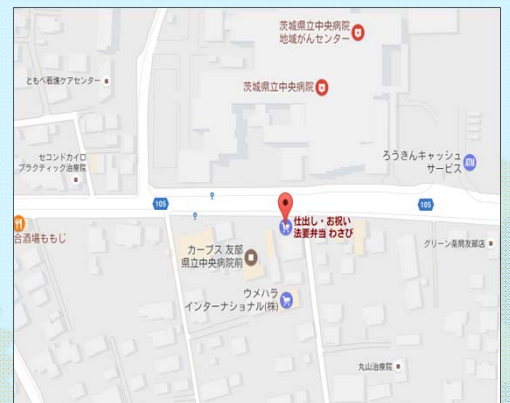 茨城県立中央病院
地域がんセンター
ともべ看護ケアセンター
茨城県立中央病院
セコンドカイロ
プラクティック治療院
ろうきんキャッシュ
サービス
ATM
105
105
仕出し・お祝い
法要弁当 わさび
合酒場ももじ
カーブス 友部
県立中央病院前
グリーン薬局友部店
ウメハラ
インターナショナル(株)
丸山治療院